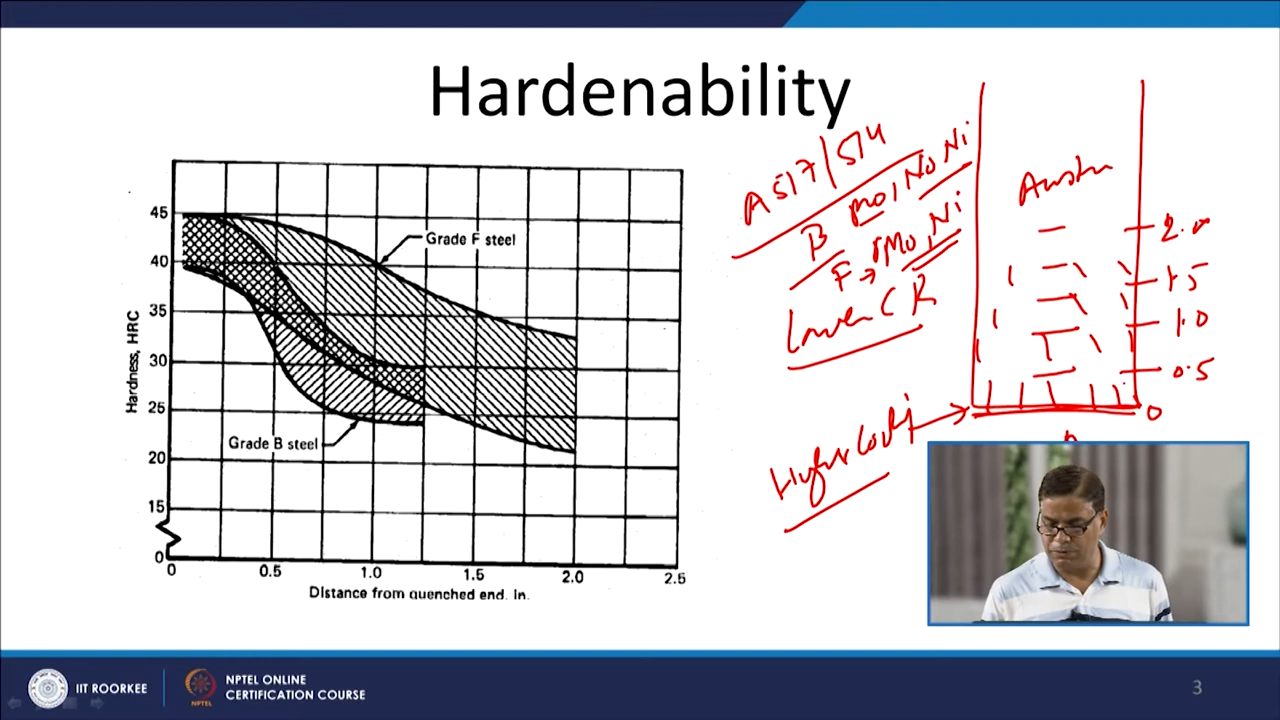 Hardenability
45
40
35
30
25
20
15
0
Hardness, HRC
Grade F steel
Grade B steel
0 0.5 1.0 1.5 2.0 2.5
Distance from quenched end, in.
A517/514
B Mo, No Ni
F → Mo, Ni
Lower CR
Higher
Auste
2.0
1.5
1.0
0.5
0
IIT ROORKEE
NPTEL ONLINE
CERTIFICATION COURSE
NPTEL
3